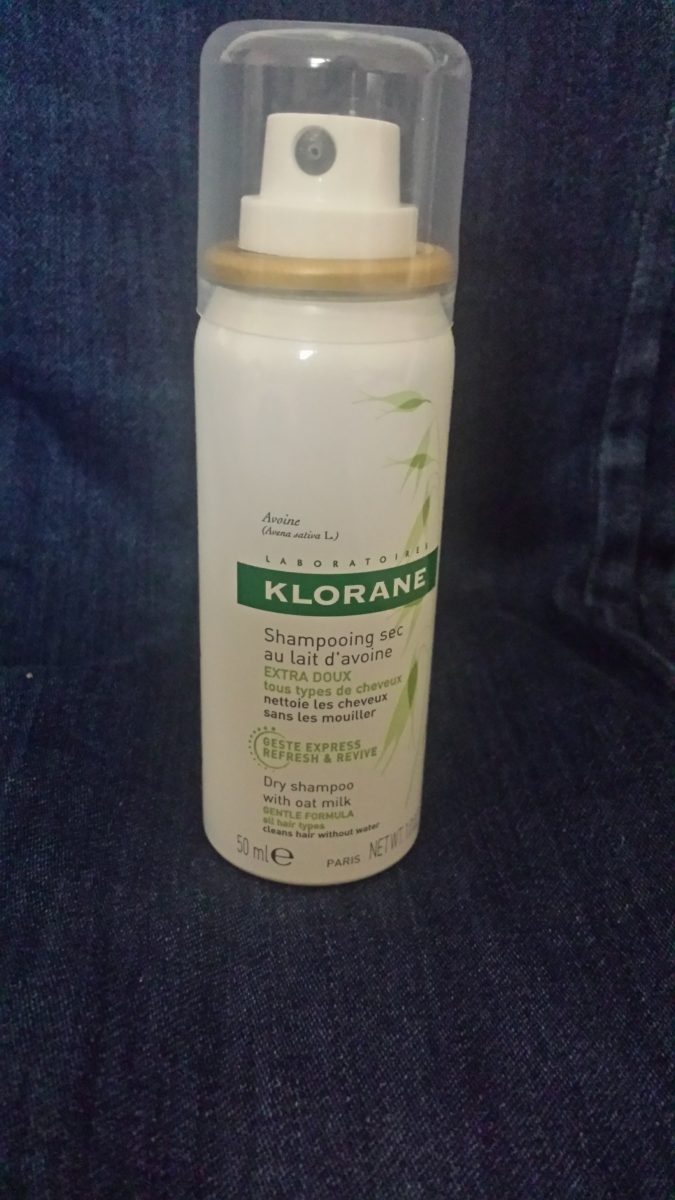 Avoine
(Avena sativa L.)
LABORATOIRES
KLORANE
Shampooing sec
au lait d'avoine
EXTRA DOUX
tous types de cheveux
nettoie les cheveux
sans les mouiller
GESTE EXPRESS
REFRESH & REVIVE
Dry shampoo
with oat milk
GENTLE FORMULA
all hair types
cleans hair without water
50 ml e PARIS NET WT.